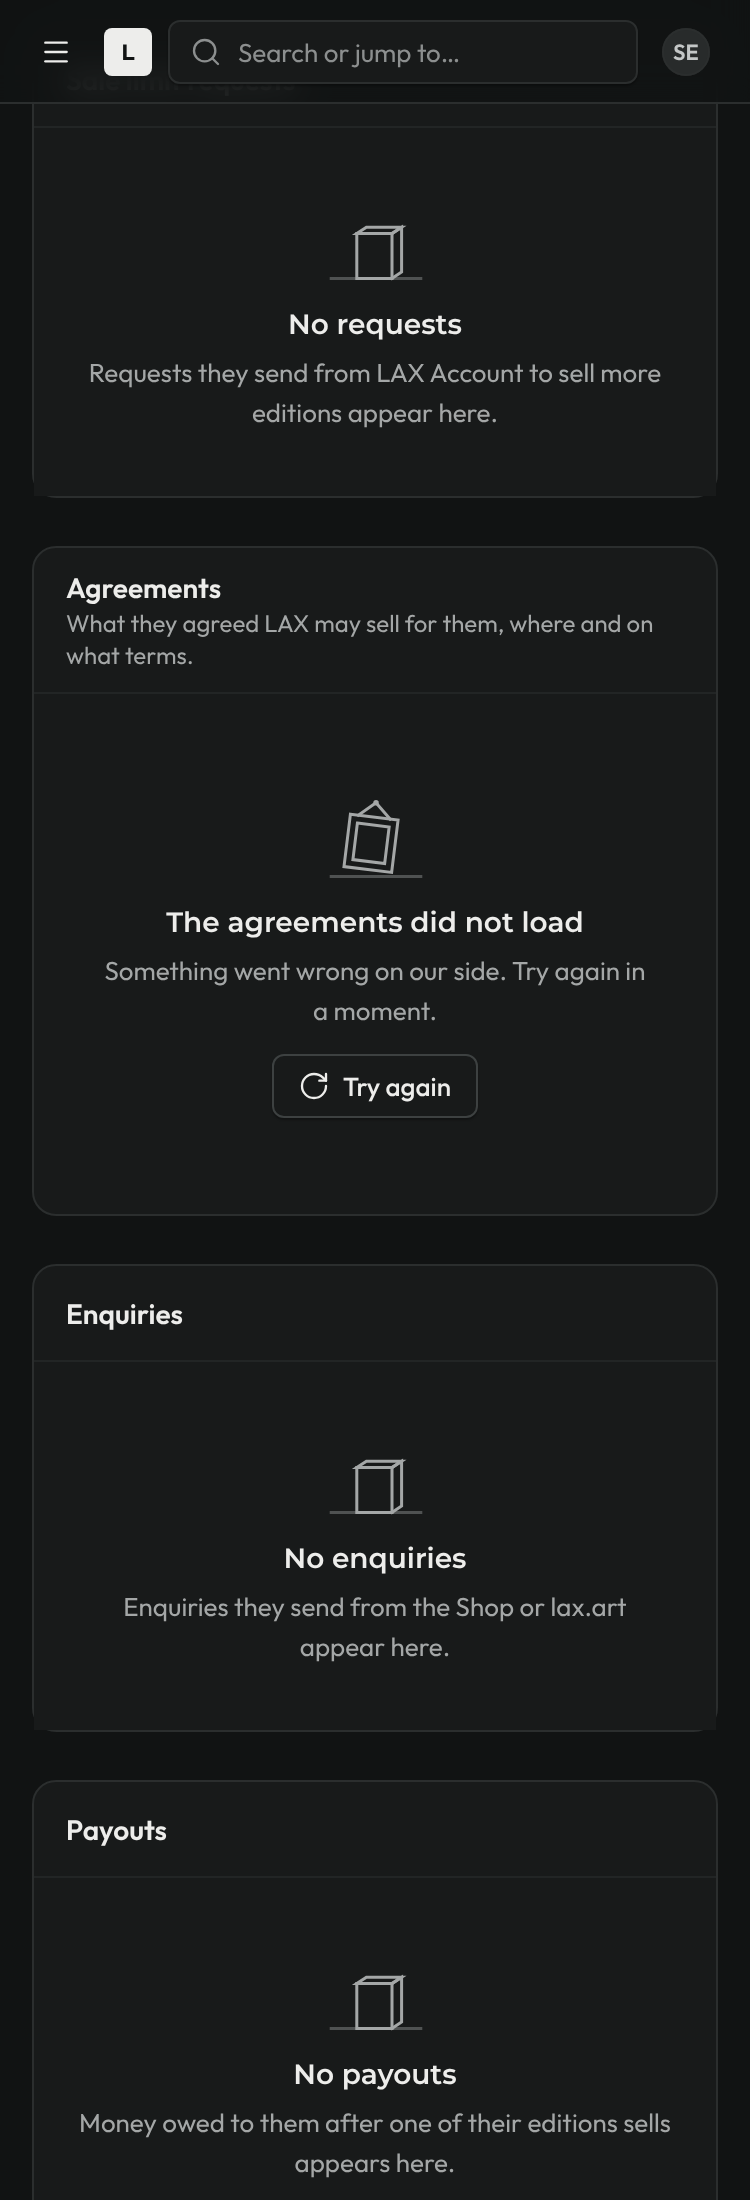 L
Search or jump to...
SE
No requests
Requests they send from LAX Account to sell more
editions appear here.
Agreements
What they agreed LAX may sell for them, where and on
what terms.
The agreements did not load
Something went wrong on our side. Try again in
a moment.
Try again
Enquiries
No enquiries
Enquiries they send from the Shop or lax.art
appear here.
Payouts
No payouts
Money owed to them after one of their editions sells
appears here.